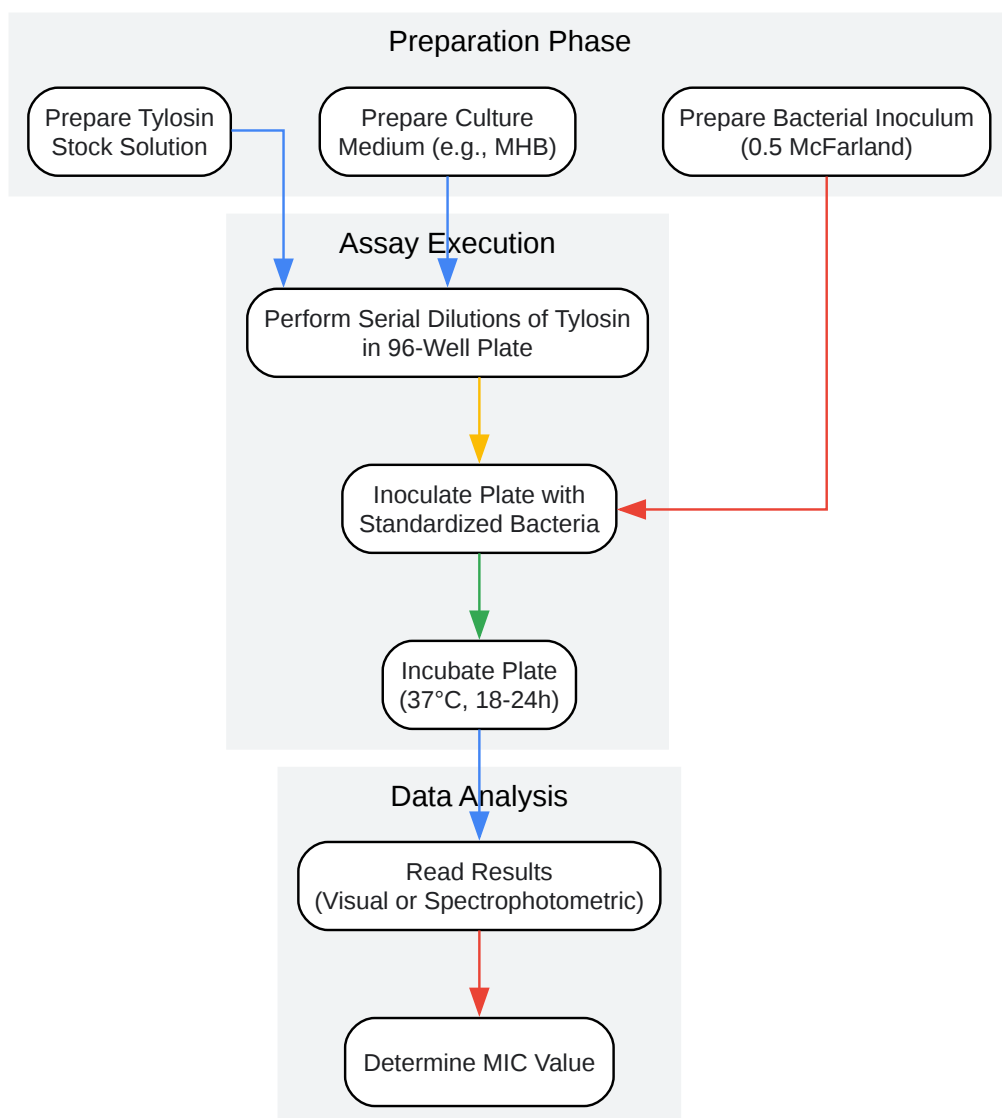 Preparation Phase
Prepare Tylosin
Stock Solution
Prepare Culture
Medium (e.g., MHB)
Prepare Bacterial Inoculum
(0.5 McFarland)
Assay Execution
Perform Serial Dilutions of Tylosin
in 96-Well Plate
Inoculate Plate with
Standardized Bacteria
Incubate Plate
(37°C, 18-24h)
Data Analysis
Read Results
(Visual or Spectrophotometric)
Determine MIC Value